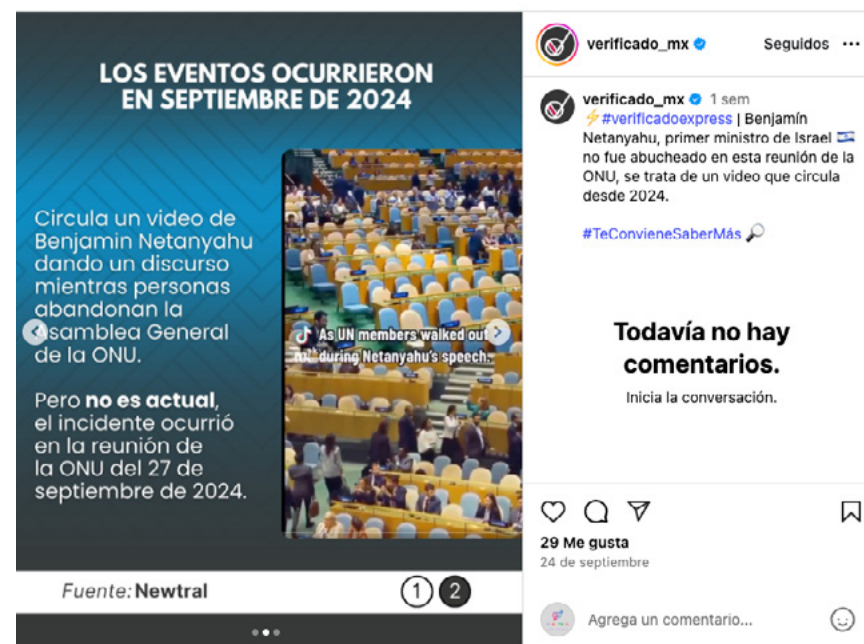 LOS EVENTOS OCURRIERON
EN SEPTIEMBRE DE 2024
Circula un video de
Benjamin Netanyahu
dando un discurso
mientras personas
abandonan la
Asamblea General
de la ONU.
Pero no es actual,
el incidente ocurrió
en la reunión de
la ONU del 27 de
septiembre de 2024.
As UN members walked out
during Netanyahu's speech.
Fuente: Newtral
1 2
verificado_mx
Seguidos
verificado_mx 1 sem
⚡#verificadoexpress | Benjamín
Netanyahu, primer ministro de Israel 🇮🇱
no fue abucheado en esta reunión de la
ONU, se trata de un video que circula
desde 2024.
#TeConvieneSaberMás 🔎
Todavía no hay
comentarios.
Inicia la conversación.
29 Me gusta
24 de septiembre
Agrega un comentario...